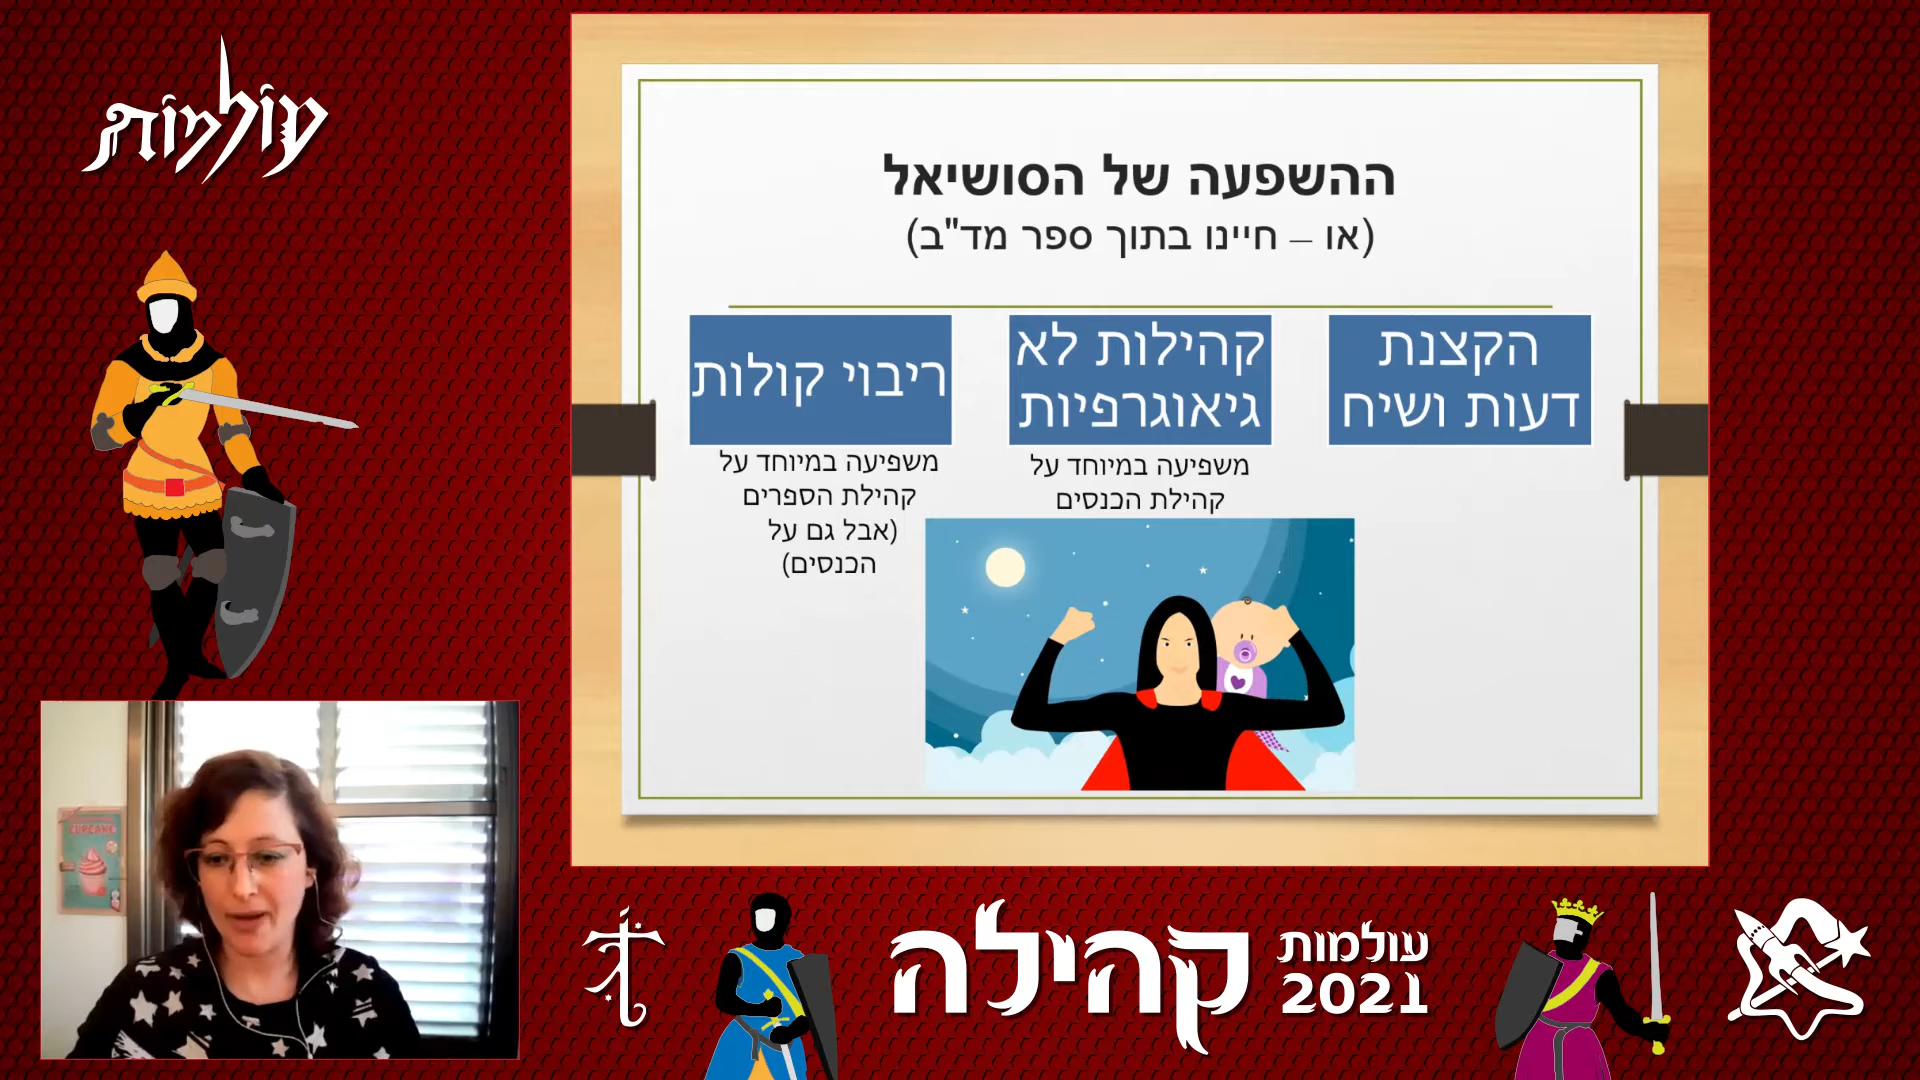 עולמות
ההשפעה של הסושיאל
(או – חיינו בתוך ספר מד"ב)
הקצנת
דעות ושיח
קהילות לא
גיאוגרפיות
משפיעה במיוחד על
קהילת הכנסים
ריבוי קולות
משפיעה במיוחד על
קהילת הספרים
(אבל גם על
הכנסים)
CUPCAKE
עולמות
2021
קהילה